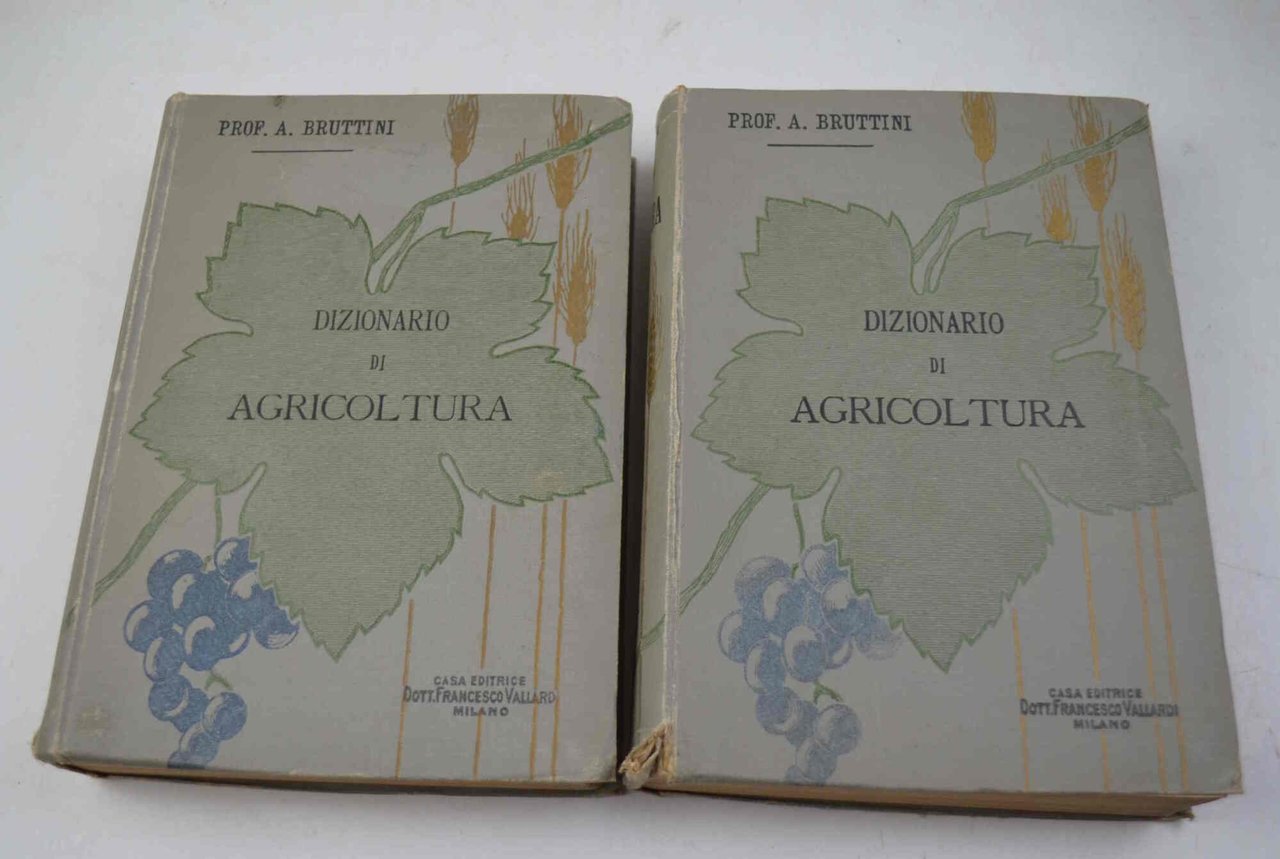 PROF. A. BRUTTINI
DIZIONARIO
DI
AGRICOLTURA
CASA EDITRICE
DOTT. FRANCESCO VALLARDI
MILANO
PROF. A. BRUTTINI
DIZIONARIO
DI
AGRICOLTURA
CASA EDITRICE
DOTT. FRANCESCO VALLARDI
MILANO